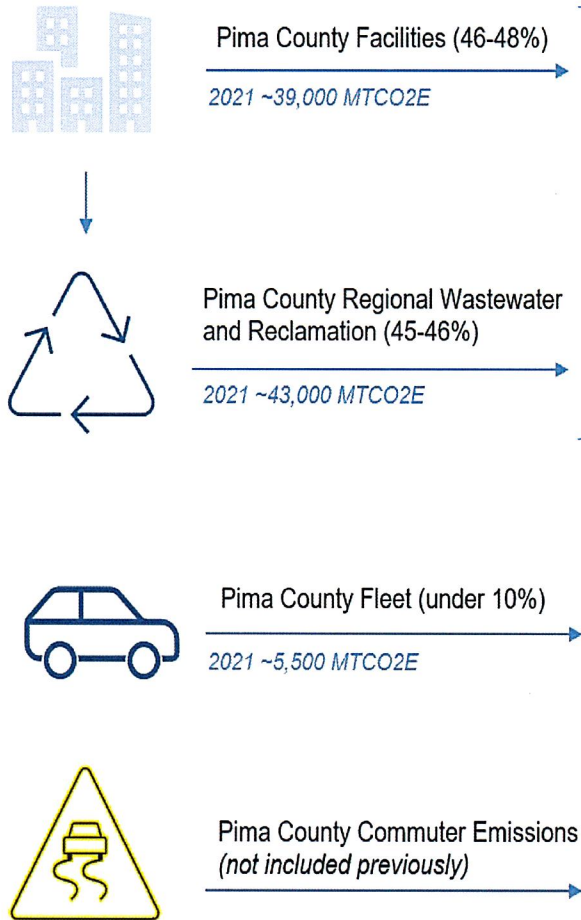 Pima County Facilities (46-48%)
2021 ~39,000 MTCO2E
Pima County Regional Wastewater
and Reclamation (45-46%)
2021 ~43,000 MTCO2E
Pima County Fleet (under 10%)
2021 ~5,500 MTCO2E
Pima County Commuter Emissions
(not included previously)